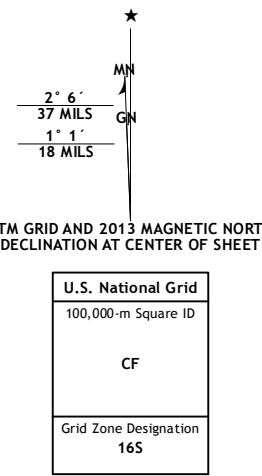 MN
GN
2° 6´
37 MILS
1° 1´
18 MILS
TM GRID AND 2013 MAGNETIC NORT
DECLINATION AT CENTER OF SHEET
U.S. National Grid
100,000-m Square ID
CF
Grid Zone Designation
16S